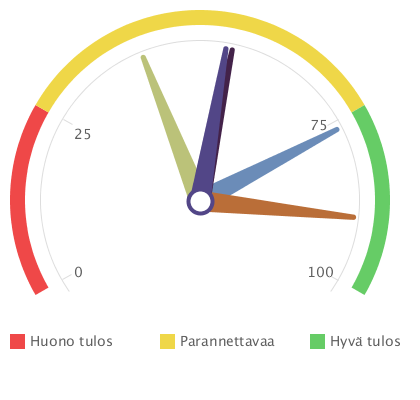 75
25
0
100
Huono tulos
Parannettavaa
Hyvä tulos